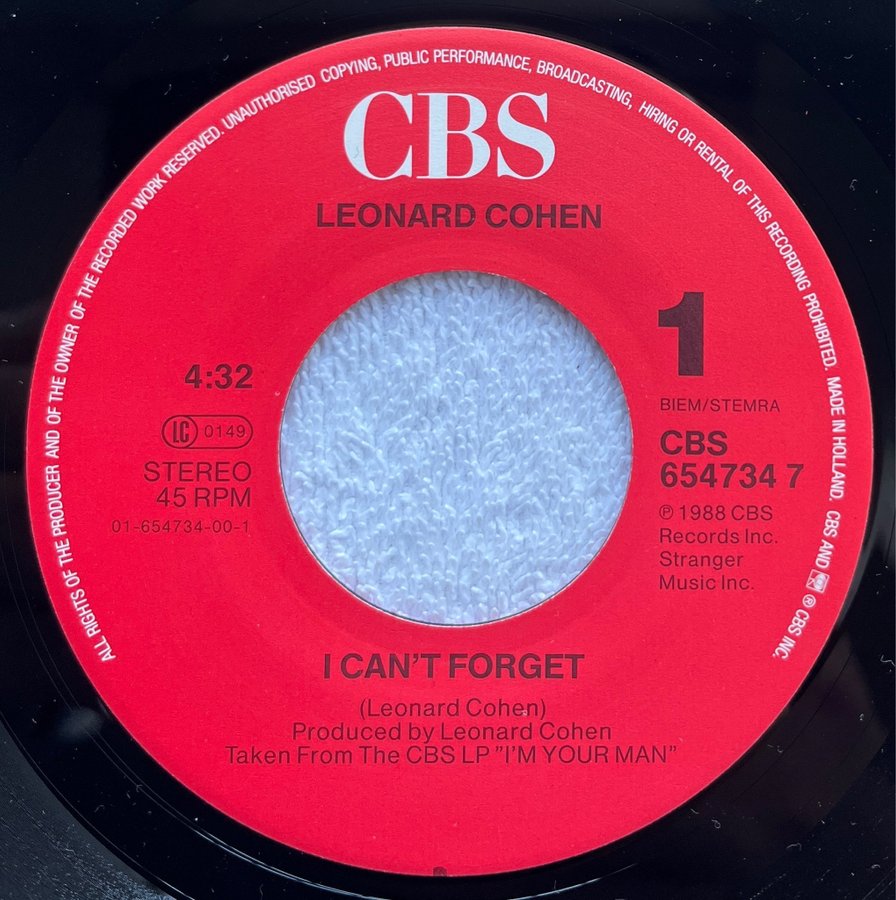 ALL RIGHTS OF THE PRODUCER AND OF THE OWNER OF THE RECORDED WORK RESERVED. UNAUTHORISED COPYING, PUBLIC PERFORMANCE, BROADCASTING, HIRING OR RENTAL OF THIS RECORDING PROHIBITED. MADE IN HOLLAND. CBS AND ® CBS INC.
CBS
LEONARD COHEN
4:32
LC 0149
STEREO
45 RPM
01-654734-00-1
1
BIEM/STEMRA
CBS
654734 7
℗ 1988 CBS
Records Inc.
Stranger
Music Inc.
I CAN'T FORGET
(Leonard Cohen)
Produced by Leonard Cohen
Taken From The CBS LP "I'M YOUR MAN"